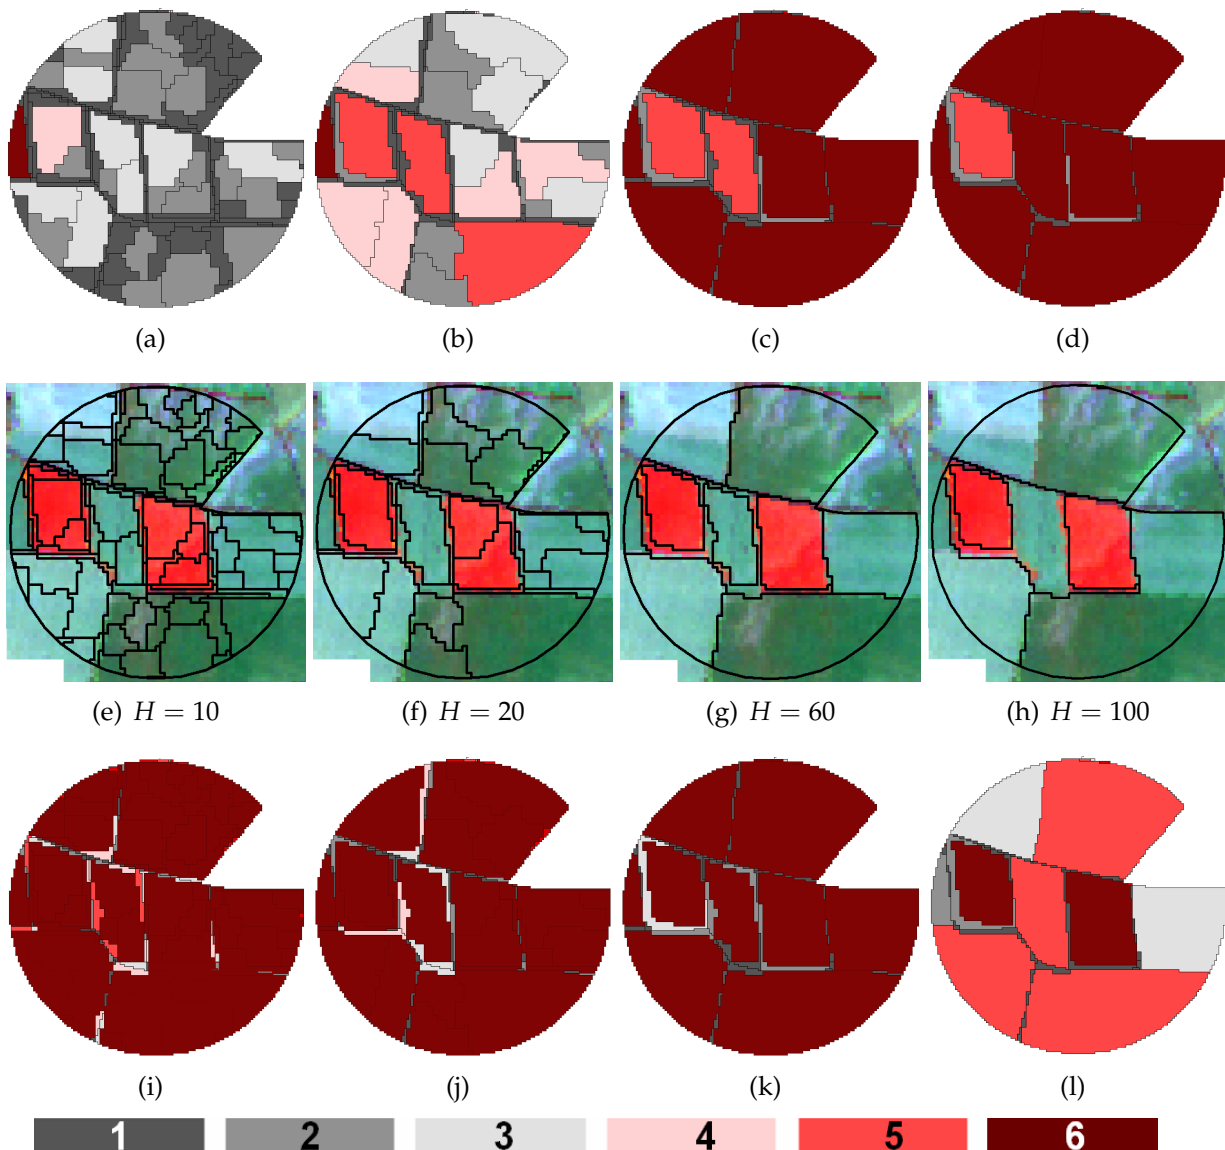 (a) (b) (c) (d)
(e) H = 10 (f) H = 20 (g) H = 60 (h) H = 100
(i) (j) (k) (l)
1 2 3 4 5 6